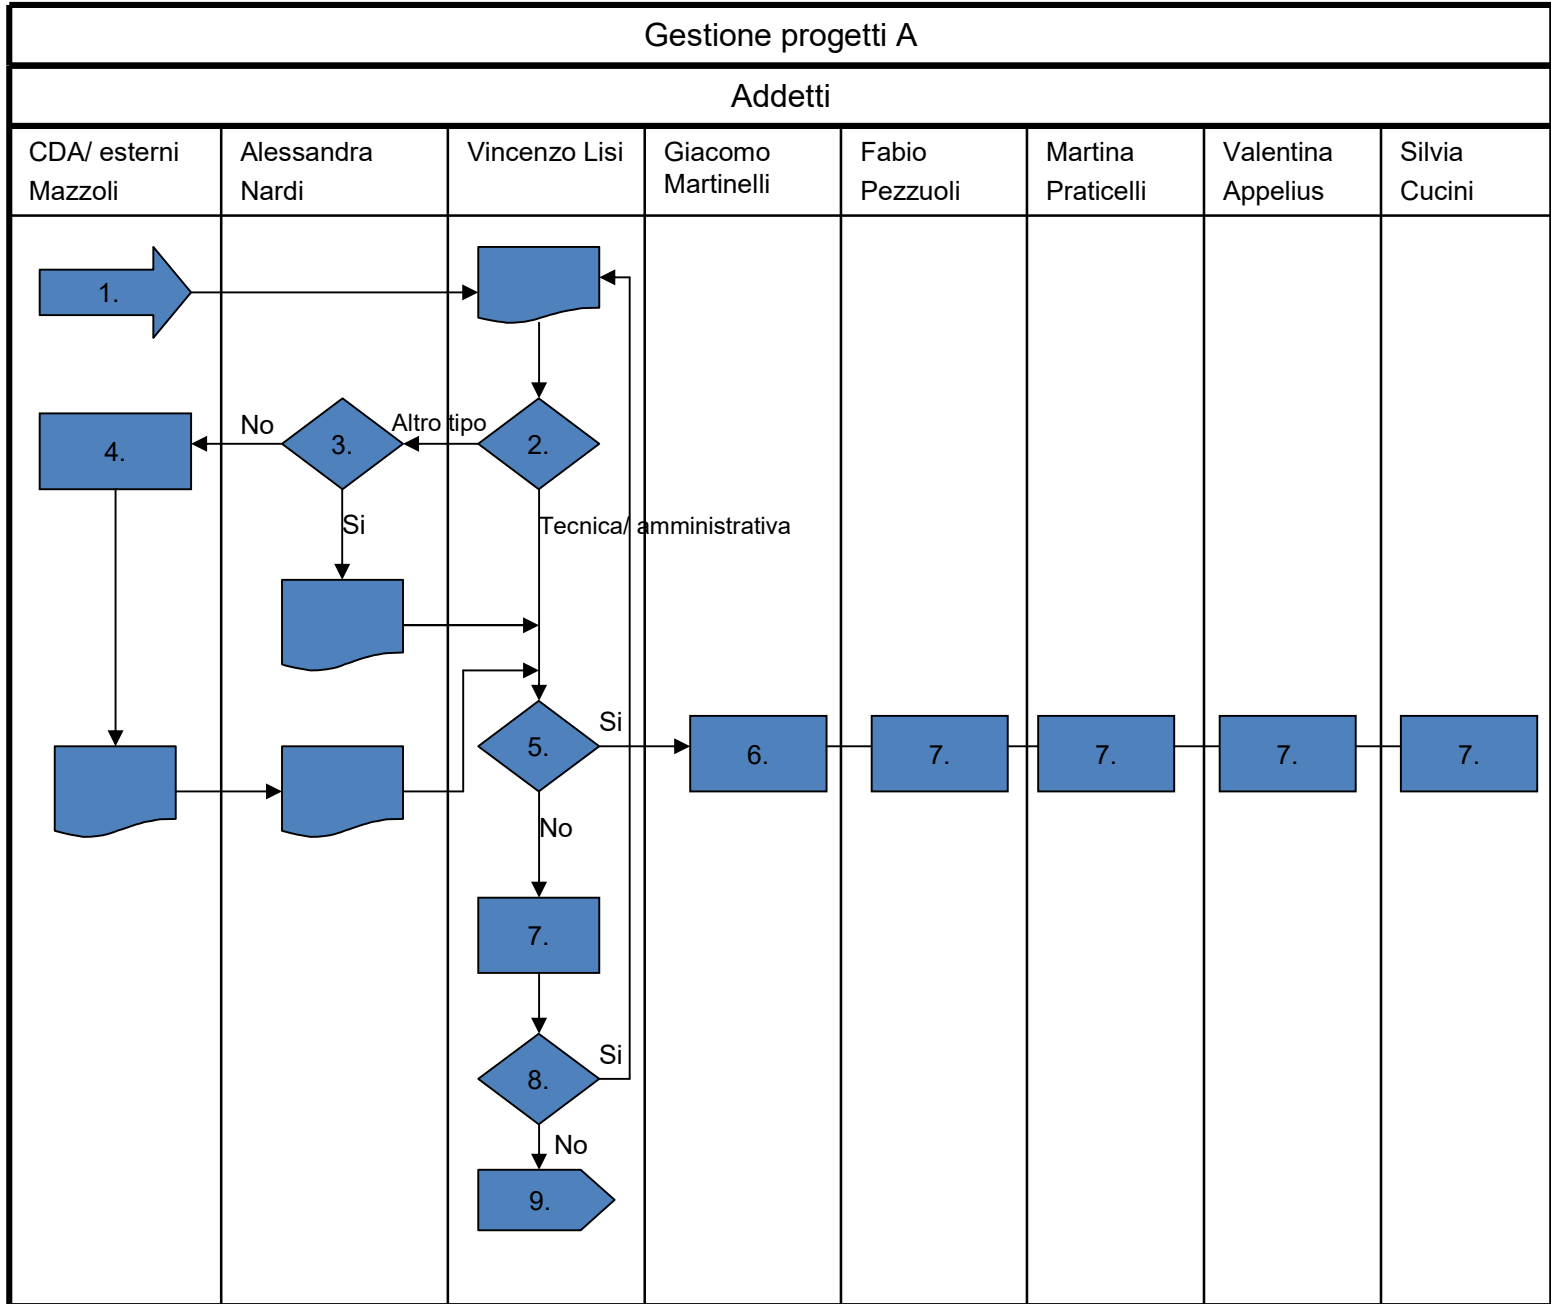 Gestione progetti A
Addetti
CDA/ esterni
Mazzoli
Alessandra
Nardi
Vincenzo Lisi
Giacomo
Martinelli
Fabio
Pezzuoli
Martina
Praticelli
Valentina
Appelius
Silvia
Cucini
1.
No
Altro tipo
4.
3.
2.
Si
Tecnica/ amministrativa
Si
5.
6.
7.
7.
7.
7.
No
7.
Si
8.
No
9.